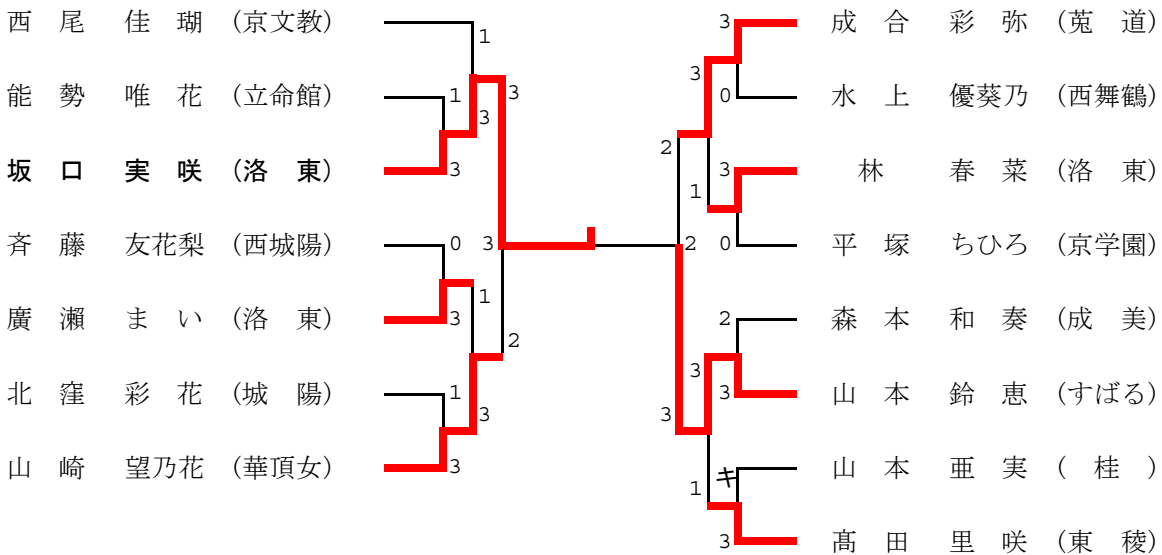 西 尾 佳 瑚 (京文教)
1
能 勢 唯 花 (立命館)
1
3
3
坂 口 実 咲 (洛 東)
3
斉 藤 友花梨 (西城陽)
0
3
廣 瀬 ま い (洛 東)
3
1
2
北 窪 彩 花 (城 陽)
1
3
山 崎 望乃花 (華頂女)
3
3
成 合 彩 弥 (莵 道)
3
0
水 上 優葵乃 (西舞鶴)
2
3
林 春 菜 (洛 東)
1
0
平 塚 ちひろ (京学園)
2
2
森 本 和 奏 (成 美)
3
3
山 本 鈴 恵 (すばる)
3
キ
山 本 亜 実 ( 桂 )
1
3
髙 田 里 咲 (東 稜)